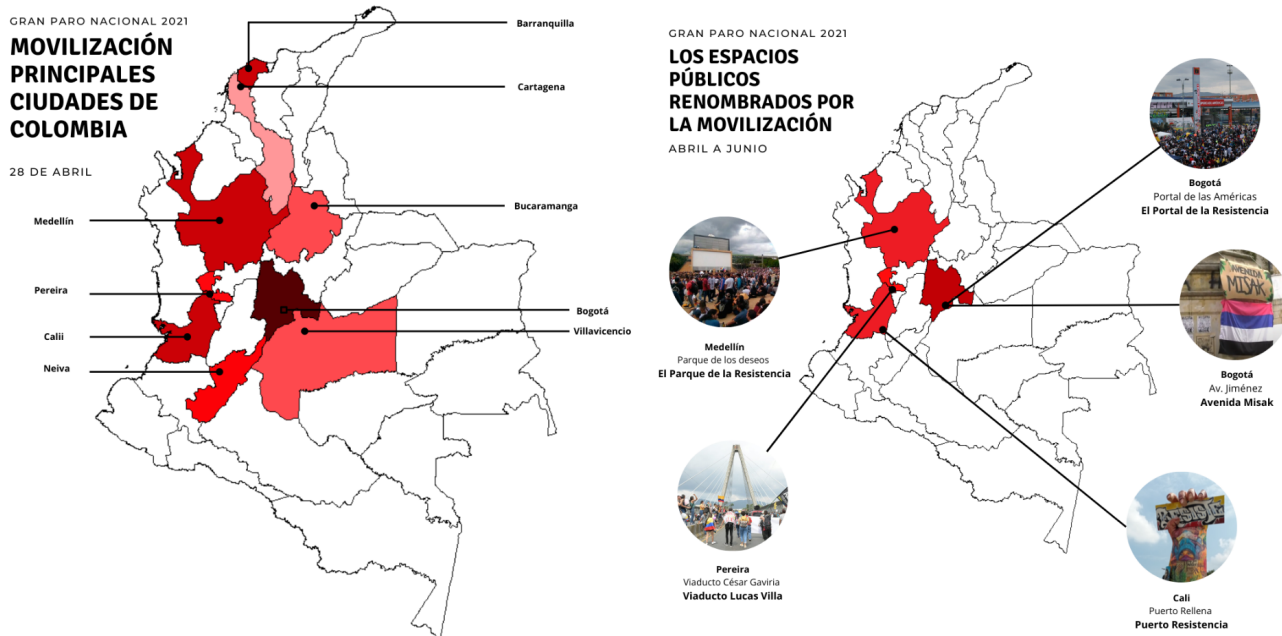 GRAN PARO NACIONAL 2021
MOVILIZACIÓN
PRINCIPALES
CIUDADES DE
COLOMBIA
28 DE ABRIL
Barranquilla
Cartagena
Medellín
Bucaramanga
Pereira
Bogotá
Villavicencio
Calii
Neiva
GRAN PARO NACIONAL 2021
LOS ESPACIOS
PÚBLICOS
RENOMBRADOS POR
LA MOVILIZACIÓN
ABRIL A JUNIO
Bogotá
Portal de las Américas
El Portal de la Resistencia
AVENIDA
MISAK
Medellín
Parque de los deseos
El Parque de la Resistencia
Bogotá
Av. Jiménez
Avenida Misak
RESISTE
Pereira
Viaducto César Gaviria
Viaducto Lucas Villa
Cali
Puerto Rellena
Puerto Resistencia